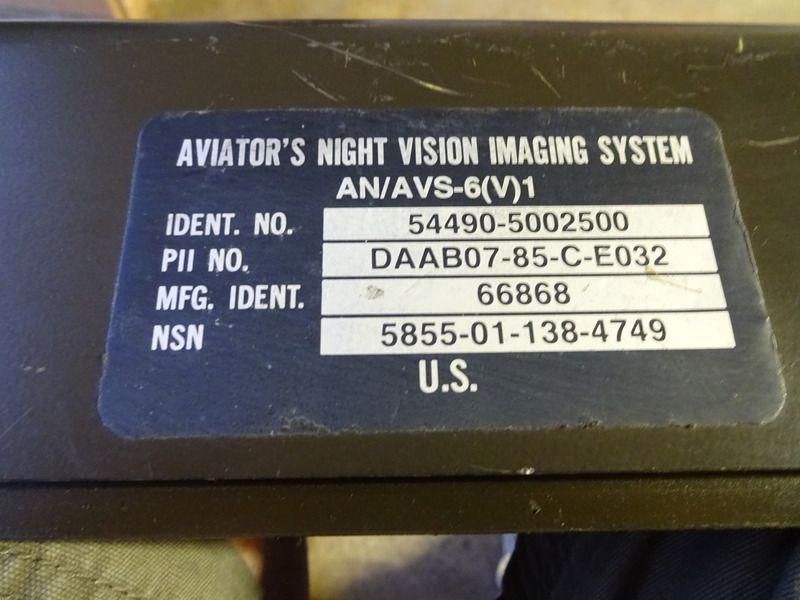 AVIATOR'S NIGHT VISION IMAGING SYSTEM
AN/AVS-6(V)1
IDENT. NO. 54490-5002500
PII NO. DAAB07-85-C-E032
MFG. IDENT. 66868
NSN 5855-01-138-4749
U.S.